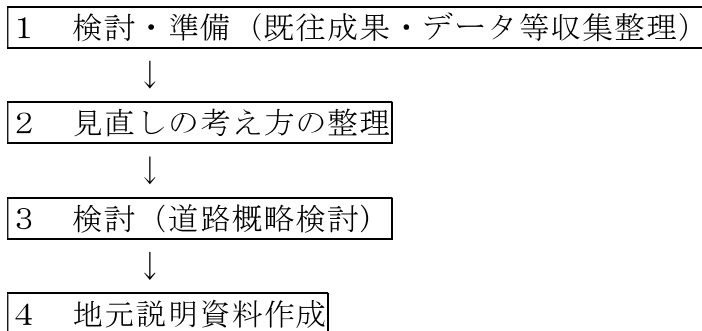 １　検討・準備（既往成果・データ等収集整理）
↓
２　見直しの考え方の整理
↓
３　検討（道路概略検討）
↓
４　地元説明資料作成